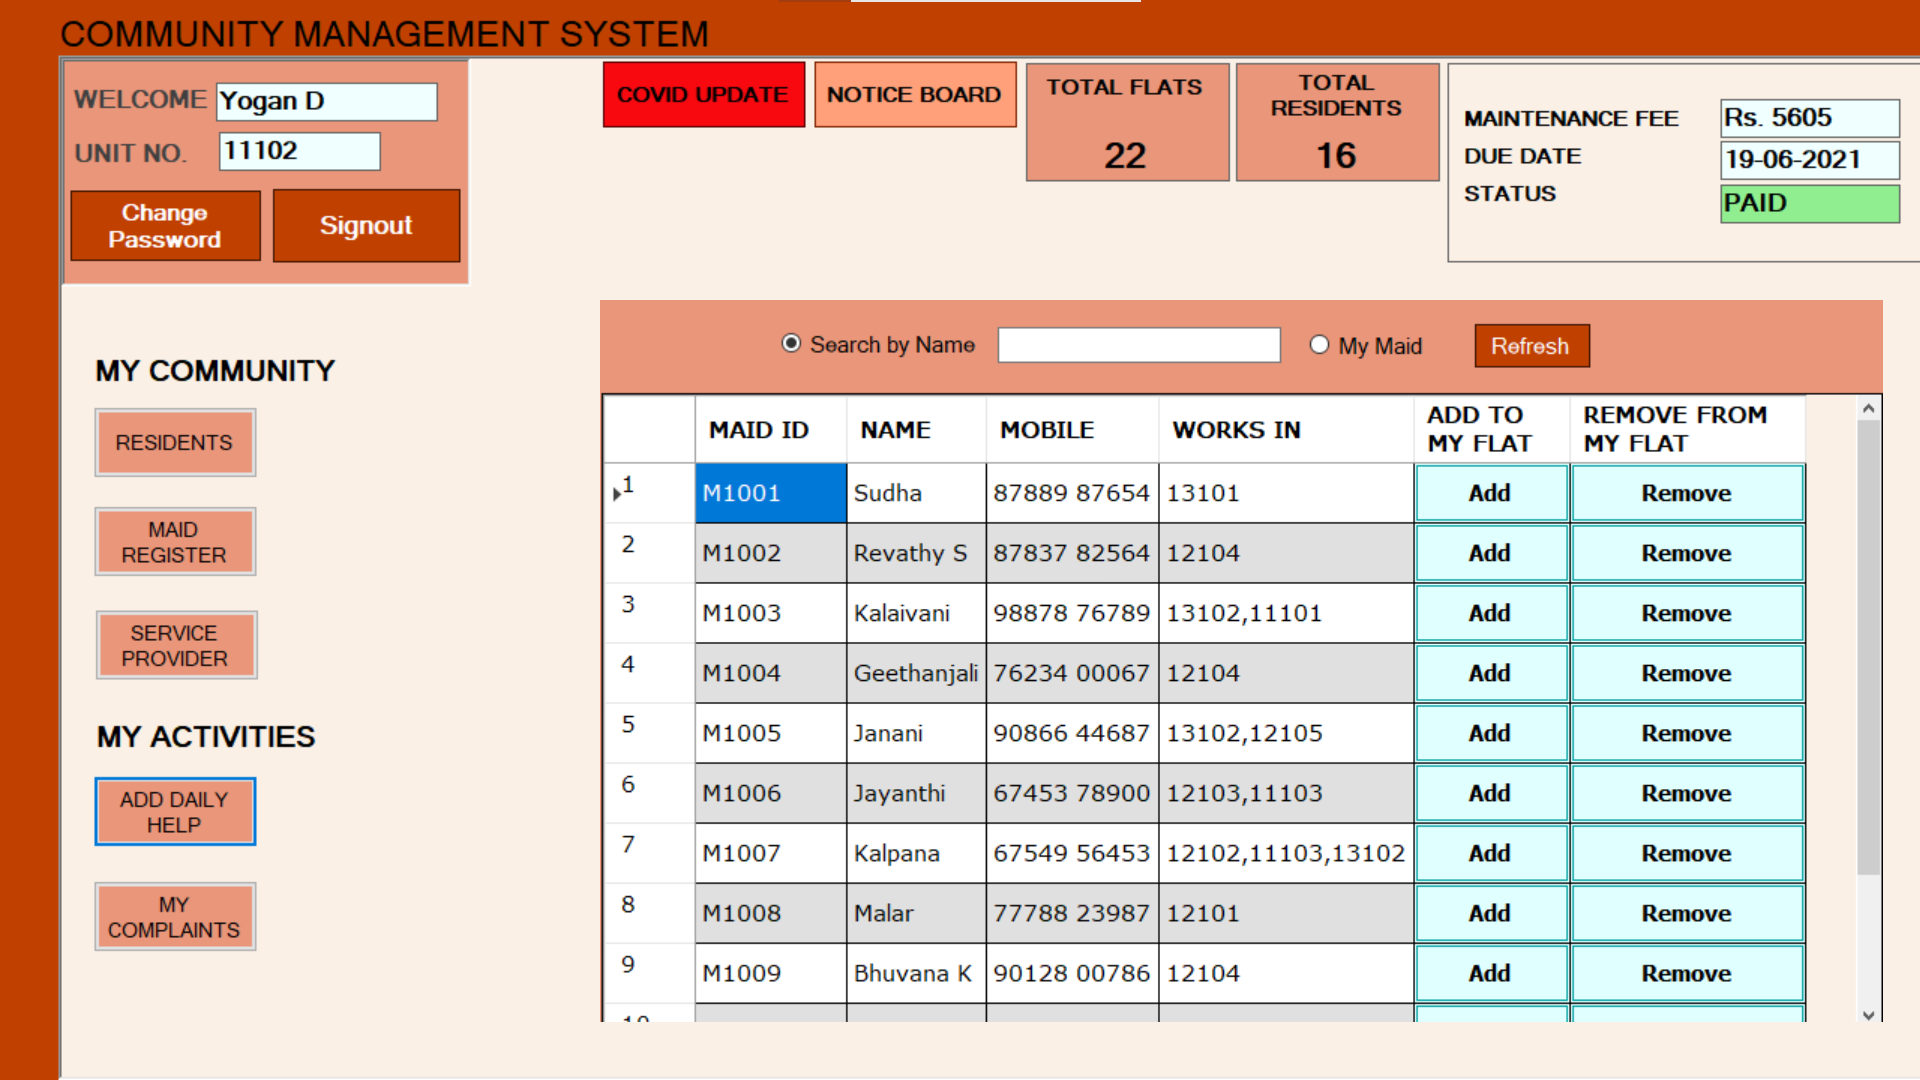 COMMUNITY MANAGEMENT SYSTEM
WELCOME Yogan D
UNIT NO. 11102
Change
Password
Signout
COVID UPDATE
NOTICE BOARD
TOTAL FLATS
22
TOTAL
RESIDENTS
16
MAINTENANCE FEE Rs. 5605
DUE DATE 19-06-2021
STATUS PAID
MY COMMUNITY
RESIDENTS
MAID
REGISTER
SERVICE
PROVIDER
MY ACTIVITIES
ADD DAILY
HELP
MY
COMPLAINTS
Search by Name My Maid Refresh
MAID ID NAME MOBILE WORKS IN ADD TO MY FLAT REMOVE FROM MY FLAT
1 M1001 Sudha 87889 87654 13101 Add Remove
2 M1002 Revathy S 87837 82564 12104 Add Remove
3 M1003 Kalaivani 98878 76789 13102,11101 Add Remove
4 M1004 Geethanjali 76234 00067 12104 Add Remove
5 M1005 Janani 90866 44687 13102,12105 Add Remove
6 M1006 Jayanthi 67453 78900 12103,11103 Add Remove
7 M1007 Kalpana 67549 56453 12102,11103,13102 Add Remove
8 M1008 Malar 77788 23987 12101 Add Remove
9 M1009 Bhuvana K 90128 00786 12104 Add Remove